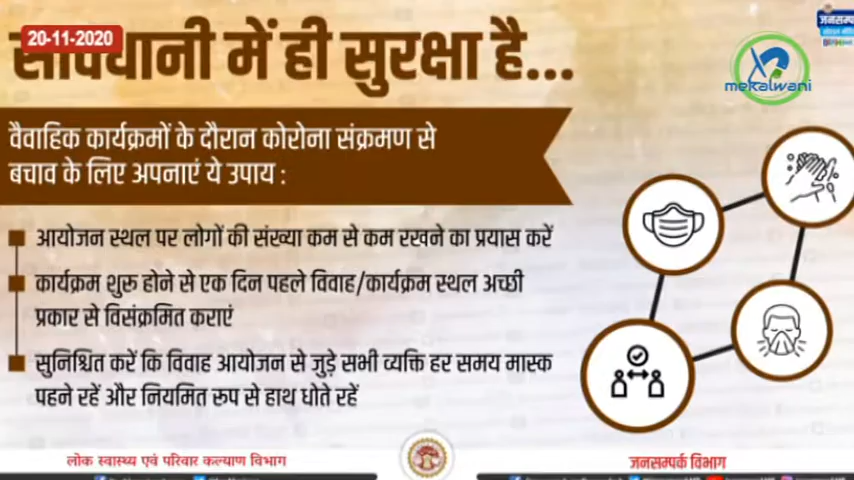 20-11-2020
सावधानी में ही सुरक्षा है...
जनसम्पर्क
mekalwani
वैवाहिक कार्यक्रमों के दौरान कोरोना संक्रमण से
बचाव के लिए अपनाएं ये उपाय :
आयोजन स्थल पर लोगों की संख्या कम से कम रखने का प्रयास करें
कार्यक्रम शुरू होने से एक दिन पहले विवाह/कार्यक्रम स्थल अच्छी
प्रकार से विसंक्रमित कराएं
सुनिश्चित करें कि विवाह आयोजन से जुड़े सभी व्यक्ति हर समय मास्क
पहने रहें और नियमित रूप से हाथ धोते रहें
लोक स्वास्थ्य एवं परिवार कल्याण विभाग
जनसम्पर्क विभाग